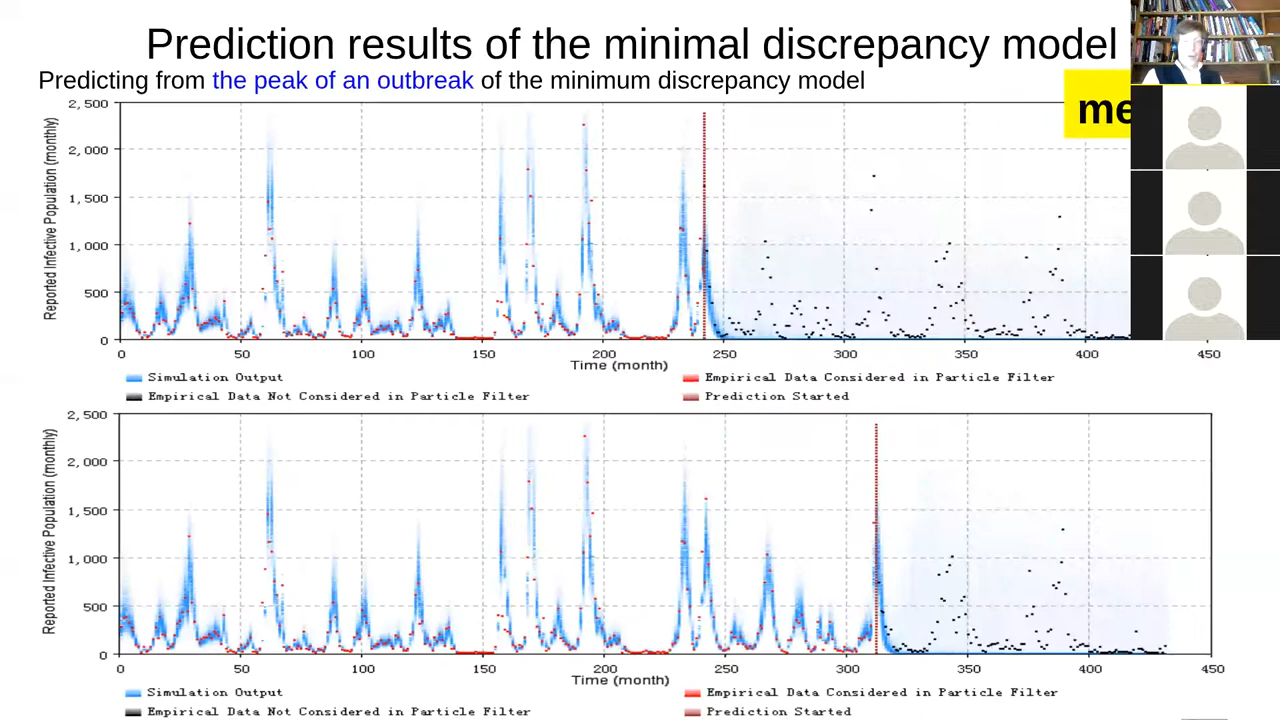 Prediction results of the minimal discrepancy model
Predicting from the peak of an outbreak of the minimum discrepancy model
me
Reported Infective Population (monthly)
2,500
2,000
1,500
1,000
500
0
0 50 100 150 200 250 300 350 400 450
Time (month)
Simulation Output
Empirical Data Considered in Particle Filter
Empirical Data Not Considered in Particle Filter
Prediction Started
Reported Infective Population (monthly)
2,500
2,000
1,500
1,000
500
0
0 50 100 150 200 250 300 350 400 450
Time (month)
Simulation Output
Empirical Data Considered in Particle Filter
Empirical Data Not Considered in Particle Filter
Prediction Started